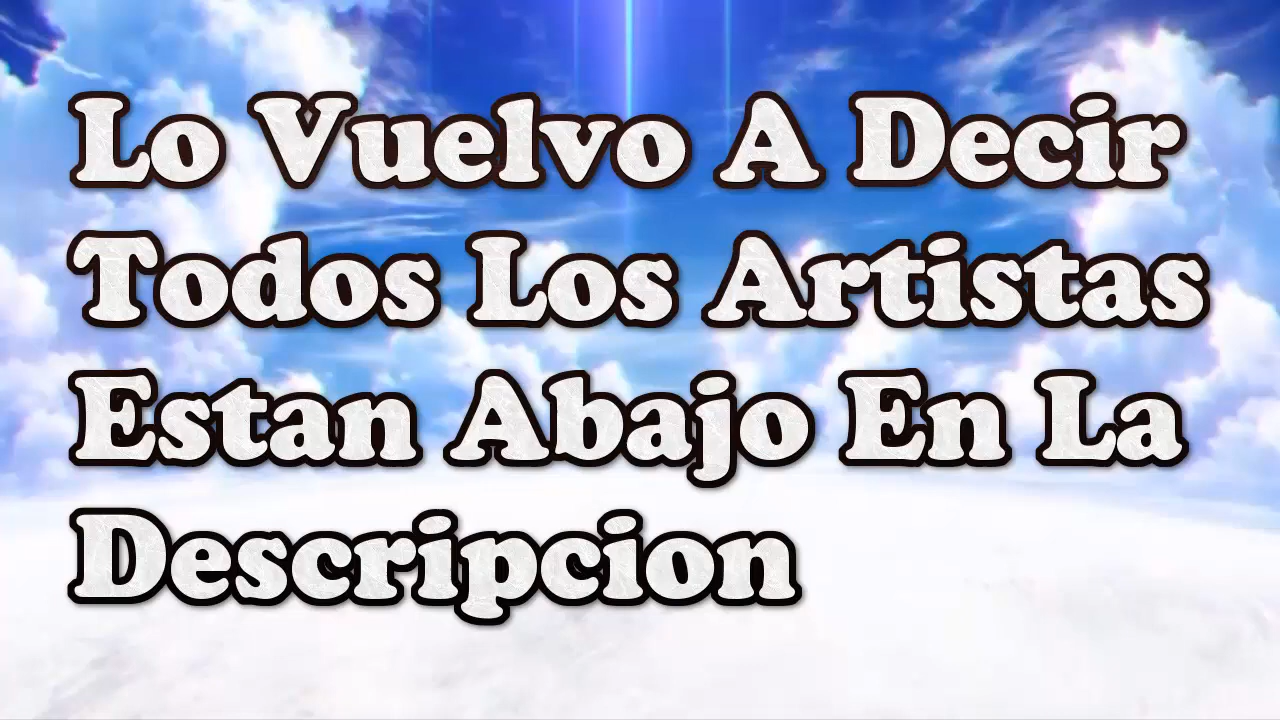 Lo Vuelvo A Decir
Todos Los Artistas
Estan Abajo En La
Descripcion